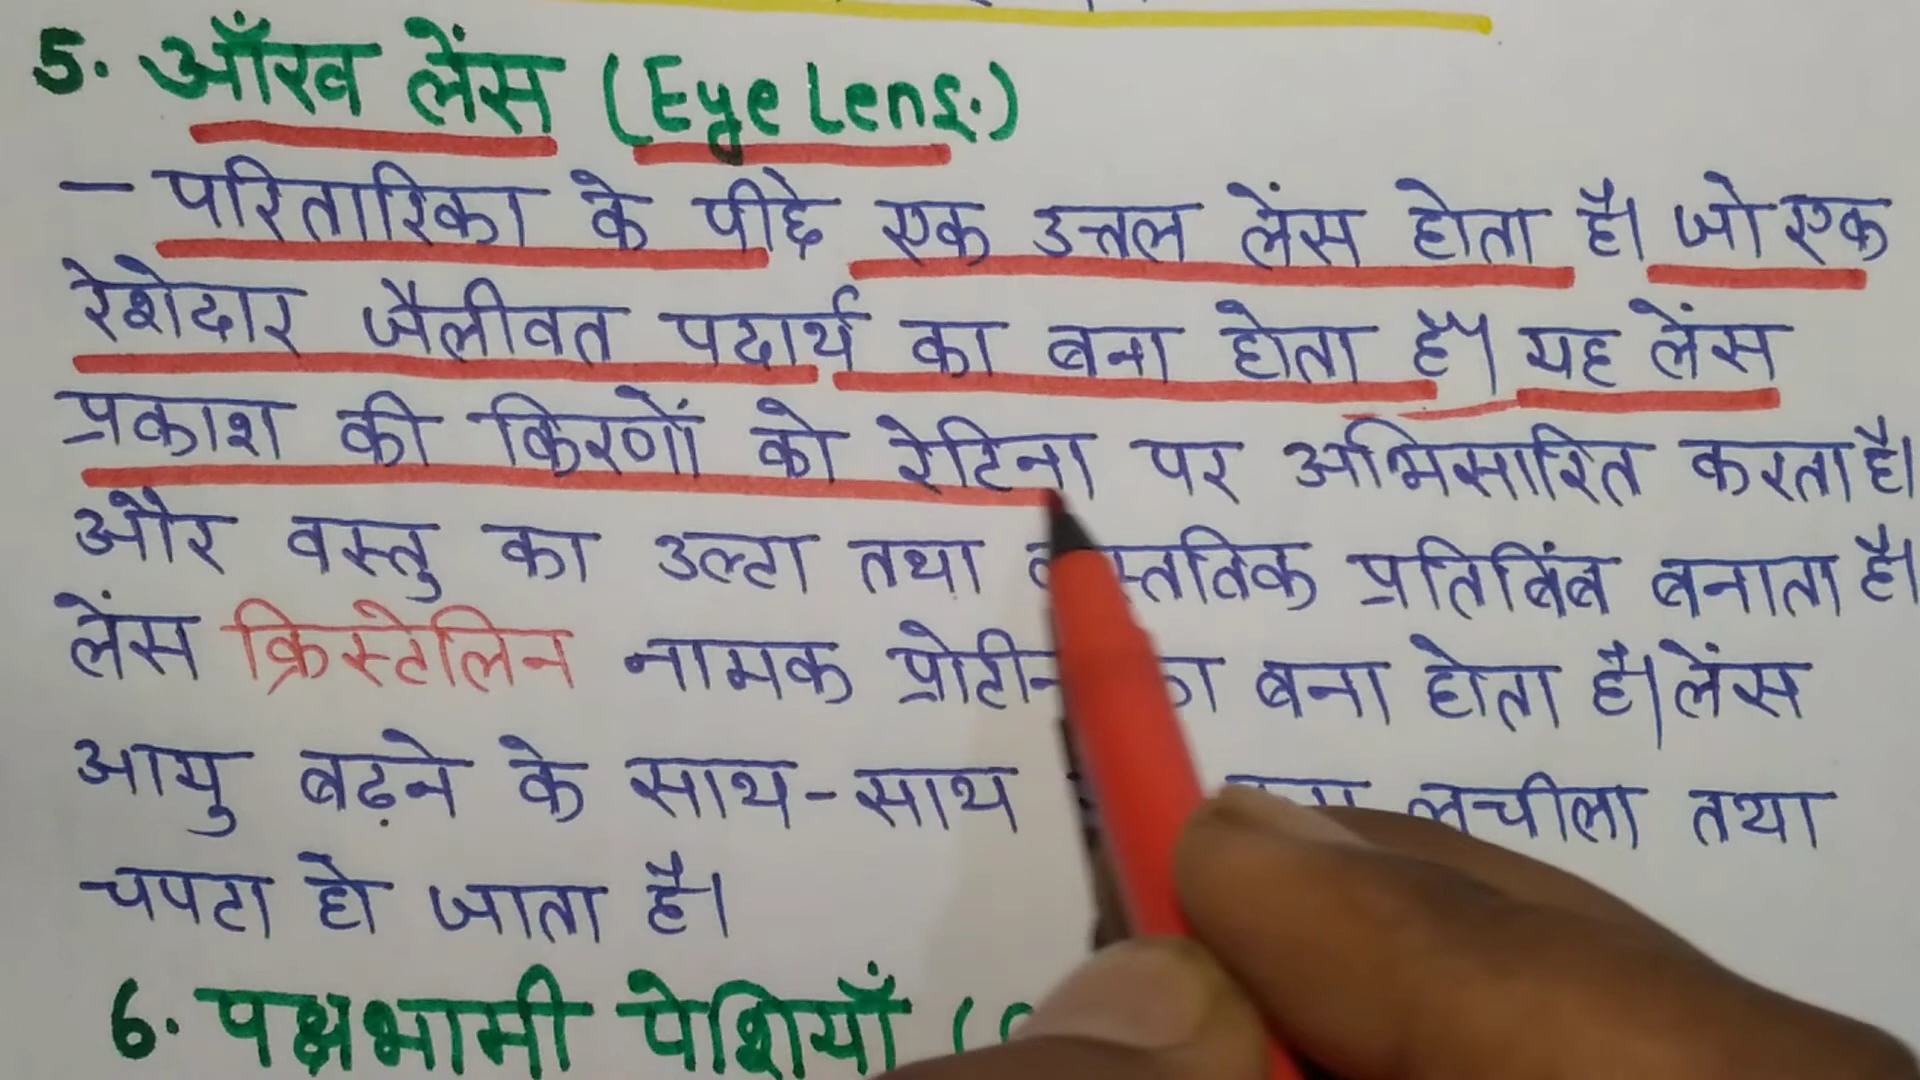 5. आँख लेंस (Eye Lens.)
– परितारिका के पीछे एक उत्तल लेंस होता है। जो एक
रेशेदार जैलीवत पदार्थ का बना होता है। यह लेंस
प्रकाश की किरणों को रेटिना पर अभिसारित करता है।
और वस्तु का उल्टा तथा प्रतिबिंब बनाता है।
लेंस क्रिस्टेलिन नामक बना होता है। लेंस
आयु बढ़ने के साथ-साथ लचीला तथा
चपटा हो जाता है।
6. पक्ष्माभी पेशियाँ (